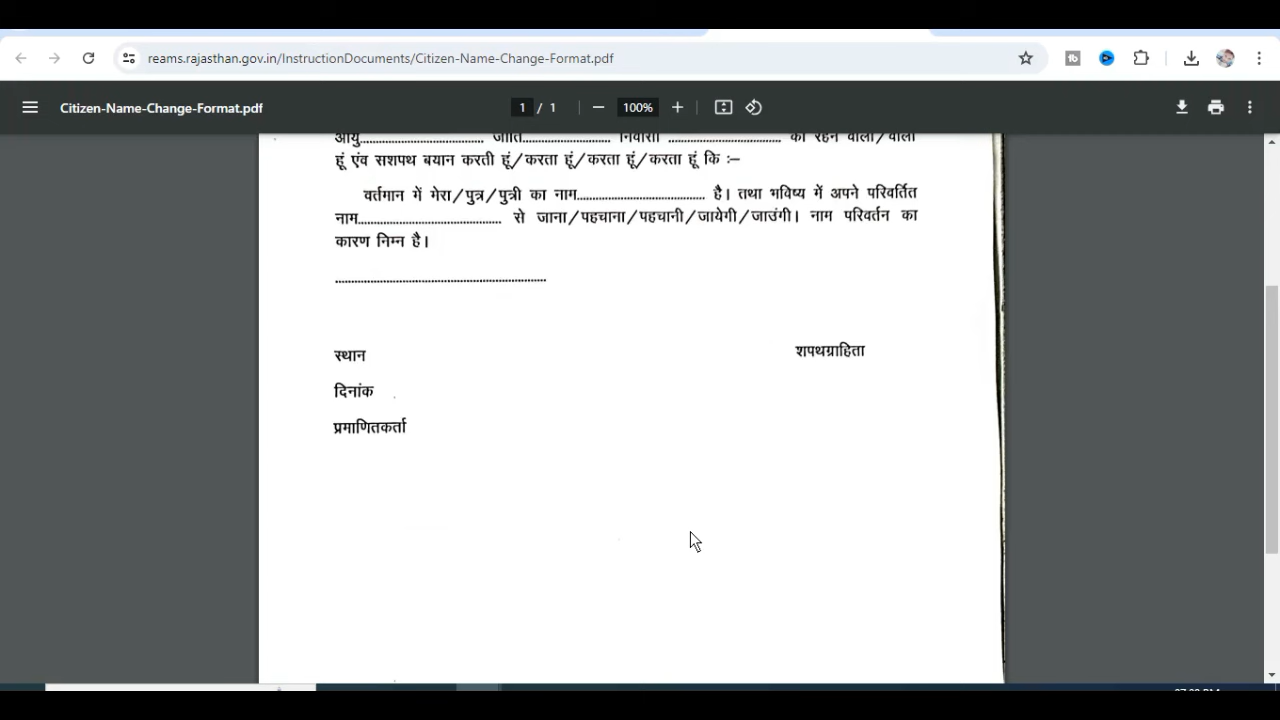 reams.rajasthan.gov.in/InstructionDocuments/Citizen-Name-Change-Format.pdf
Citizen-Name-Change-Format.pdf
1 / 1
100%
आयु............................................ जाति............................... निवासी ........................................ का रहने वाला/वाली
हूं एंव सशपथ बयान करती हूं/करता हूं/करता हूं/करता हूं कि :–
वर्तमान में मेरा/पुत्र/पुत्री का नाम............................................. है। तथा भविष्य में अपने परिवर्तित
नाम.................................................. से जाना/पहचाना/पहचानी/जायेगी/जाउंगी। नाम परिवर्तन का
कारण निम्न है।
..........................................................................
स्थान
शपथग्राहिता
दिनांक
प्रमाणितकर्ता